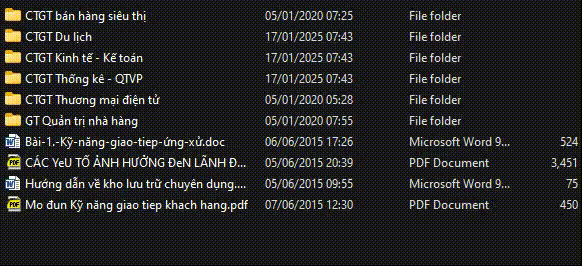 CTGT bán hàng siêu thị 05/01/2020 07:25 File folder
CTGT Du lịch 17/01/2025 07:43 File folder
CTGT Kinh tế - Kế toán 17/01/2025 07:43 File folder
CTGT Thống kê - QTVP 17/01/2025 07:43 File folder
CTGT Thương mại điện tử 05/01/2020 05:28 File folder
GT Quản trị nhà hàng 05/01/2020 07:55 File folder
Bài-1.-Kỹ-năng-giao-tiep-ứng-xử.doc 06/06/2015 17:26 Microsoft Word 9... 524
CÁC YeU TỐ ẢNH HƯỞNG ĐeN LÃNH Đ... 05/06/2015 20:39 PDF Document 3,451
Hướng dẫn về kho lưu trữ chuyên dụng.... 05/06/2015 09:55 Microsoft Word 9... 75
Mo đun Kỹ năng giao tiep khach hang.pdf 07/06/2015 12:30 PDF Document 450